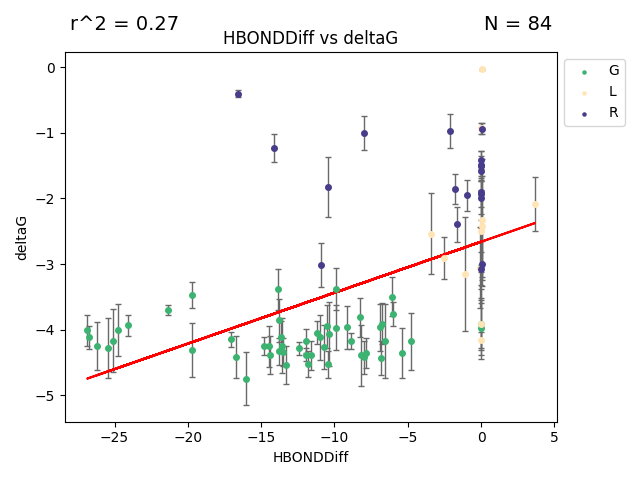 r^2 = 0.27
N = 84
HBONDDiff vs deltaG
G
L
R
0
−1
−2
−3
−4
−5
deltaG
−25
−20
−15
−10
−5
0
5
HBONDDiff